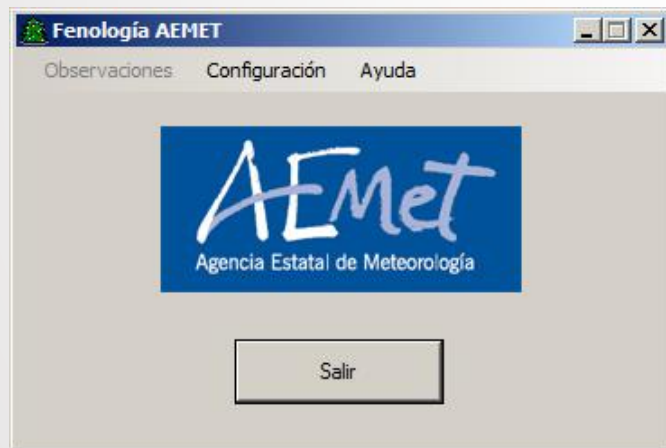 Fenología AEMET
Observaciones Configuración Ayuda
AEMet
Agencia Estatal de Meteorología
Salir